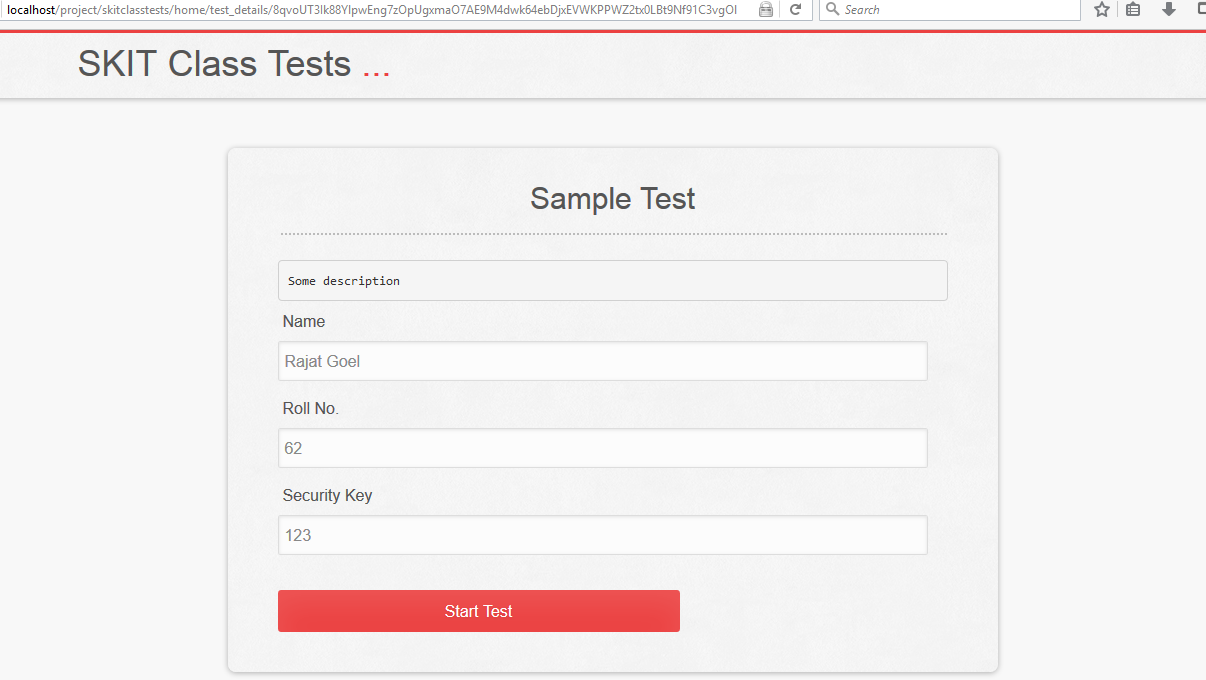 localhost/project/skitclasstests/home/test_details/8qvoUT3Ik88YIpwEng7zOpUgxmaO7AE9M4dwk64ebDjxEVWKPPWZ2tx0LBt9Nf91C3vgOI
Search
SKIT Class Tests ...
Sample Test
Some description
Name
Rajat Goel
Roll No.
62
Security Key
123
Start Test